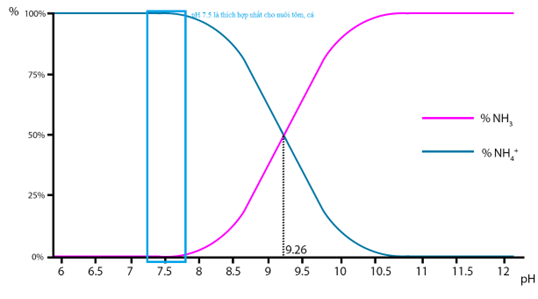 %
pH 7.5 là thích hợp nhất cho nuôi tôm, cá
100%
75%
50%
25%
0%
% NH₃
% NH₄⁺
9.26
6 6.5 7 7.5 8 8.5 9 9.5 10 10.5 11 11.5 12
pH